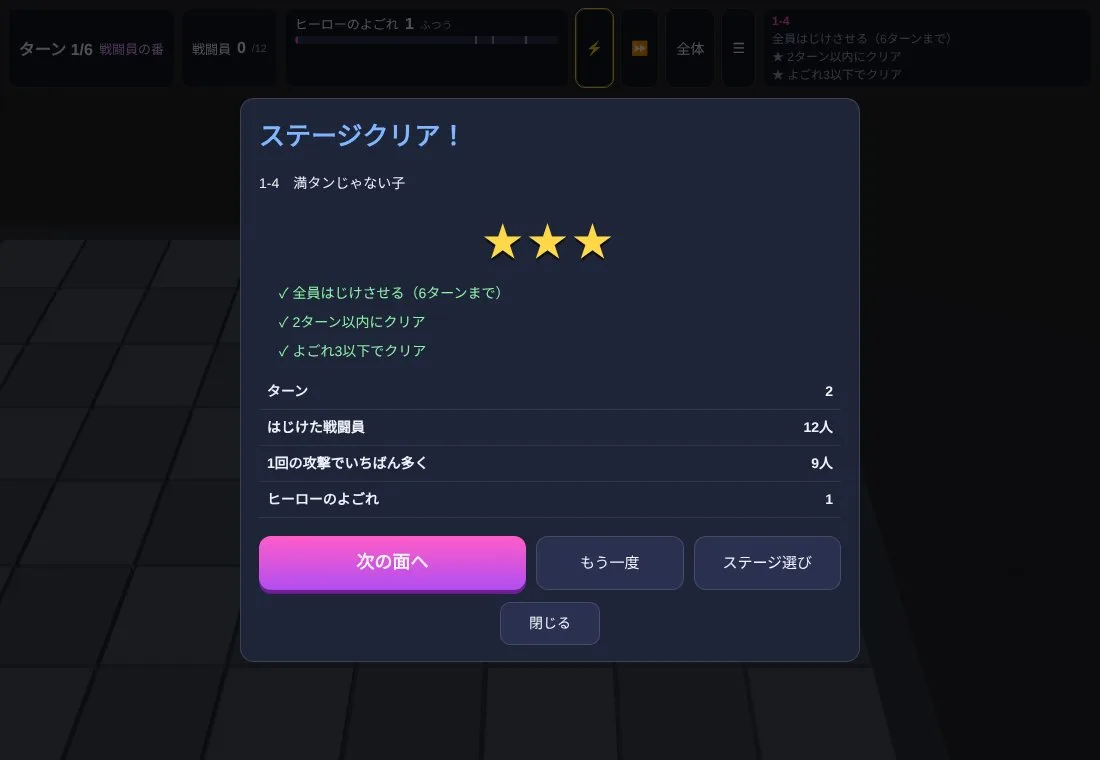 ターン 1/6 戦闘員の番
戦闘員 0 /12
ヒーローのよごれ 1 ふつう
全体
☰
1-4
全員はじけさせる（6ターンまで）
★ 2ターン以内にクリア
★ よごれ3以下でクリア
ステージクリア！
1-4　満タンじゃない子
★★★
✓ 全員はじけさせる（6ターンまで）
✓ 2ターン以内にクリア
✓ よごれ3以下でクリア
ターン 2
はじけた戦闘員 12人
1回の攻撃でいちばん多く 9人
ヒーローのよごれ 1
次の面へ
もう一度
ステージ選び
閉じる